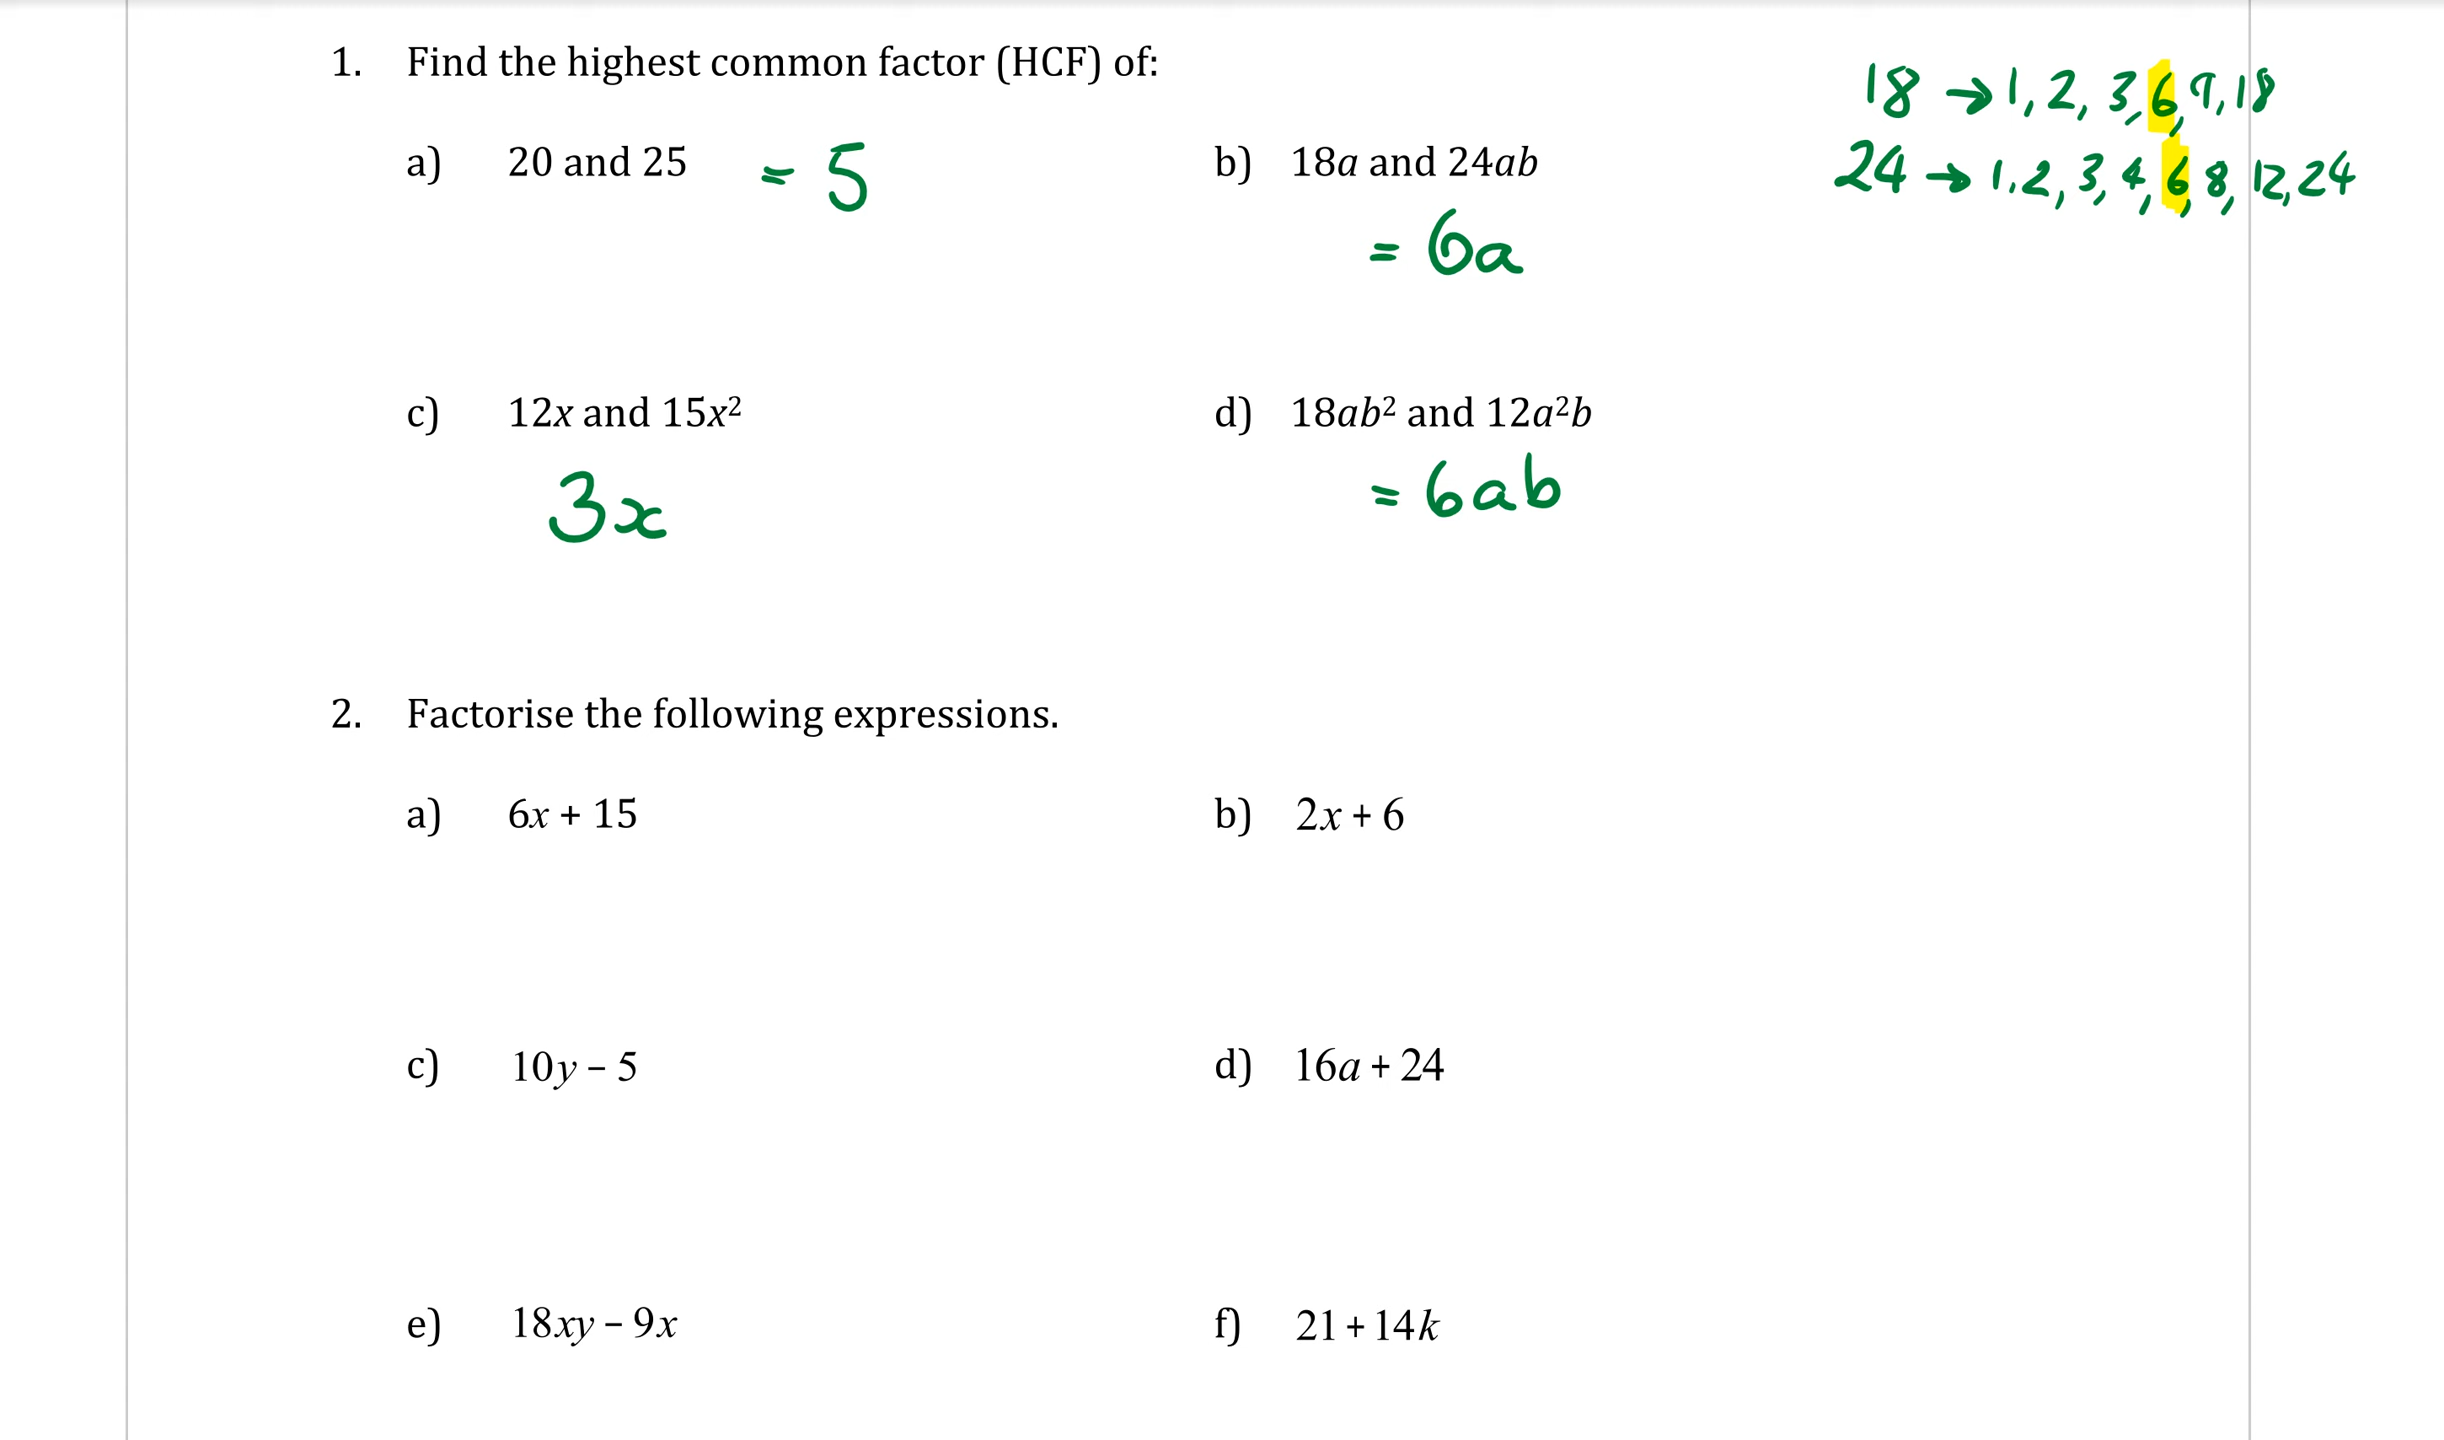 1. Find the highest common factor (HCF) of:
18 → 1, 2, 3, 6, 9, 18
a) 20 and 25 = 5
b) 18a and 24ab
24 → 1, 2, 3, 4, 6, 8, 12, 24
= 6a
c) 12x and 15x²
d) 18ab² and 12a²b
3x
= 6ab
2. Factorise the following expressions.
a) 6x + 15
b) 2x + 6
c) 10y – 5
d) 16a + 24
e) 18xy – 9x
f) 21 + 14k